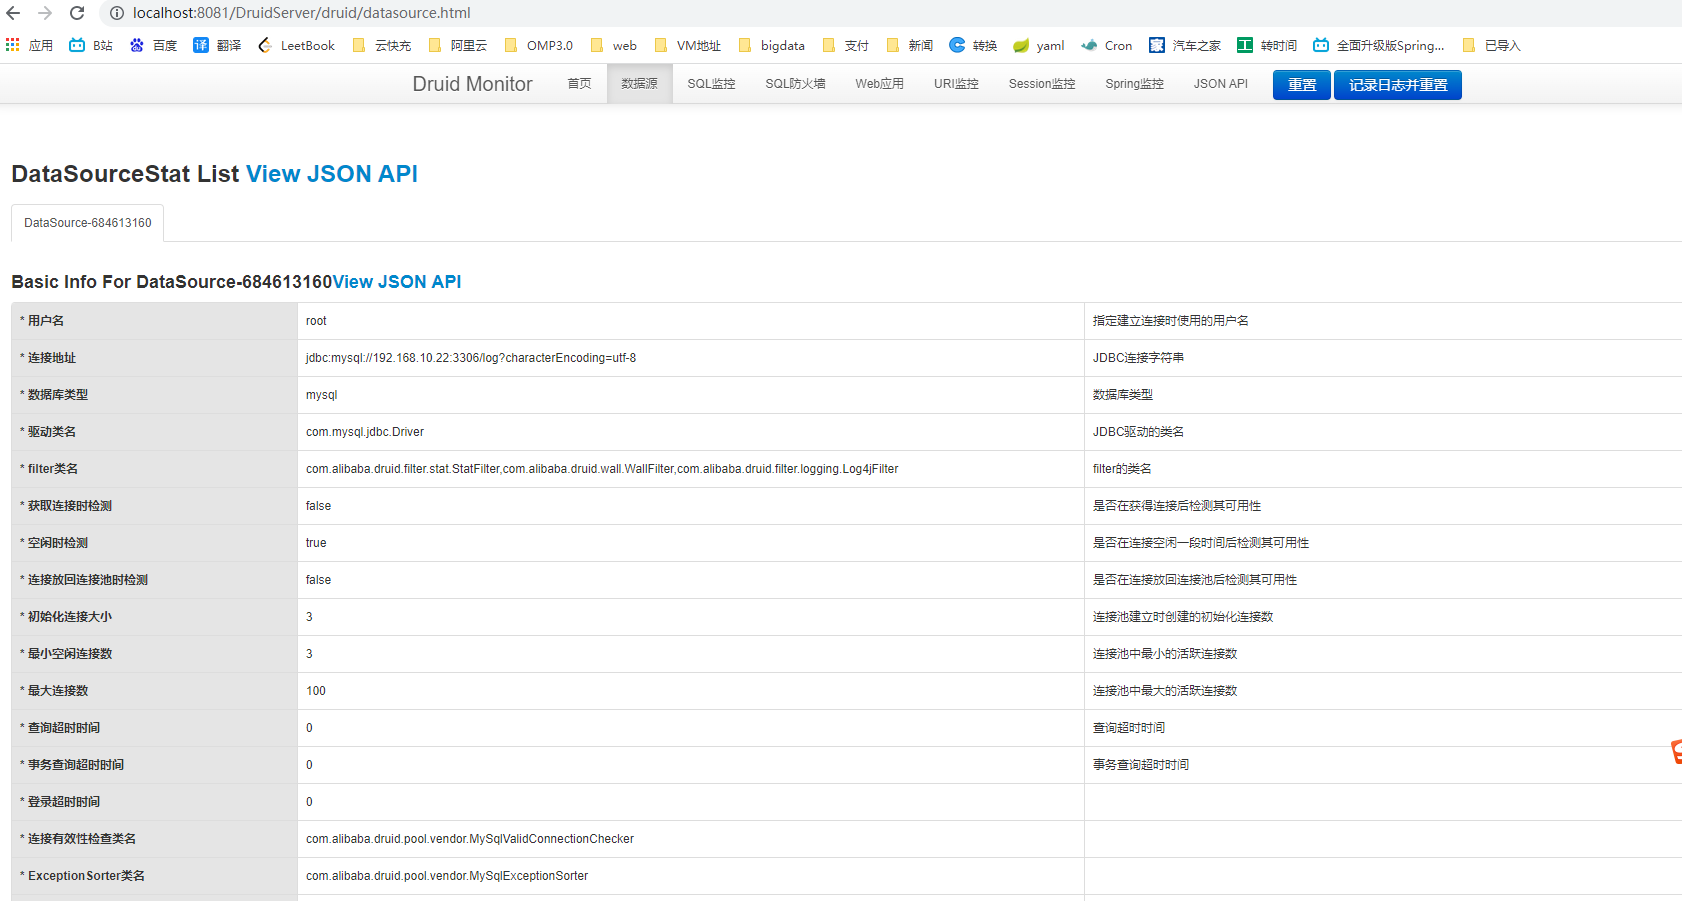 localhost:8081/DruidServer/druid/datasource.html
应用 B站 百度 译 翻译 LeetBook 云快充 阿里云 OMP3.0 web VM地址 bigdata 支付 新闻 转换 yaml Cron 家 汽车之家 工 转时间 全面升级版Spring... 已导入
Druid Monitor 首页 数据源 SQL监控 SQL防火墙 Web应用 URI监控 Session监控 Spring监控 JSON API 重置 记录日志并重置
DataSourceStat List View JSON API
DataSource-684613160
Basic Info For DataSource-684613160View JSON API
* 用户名 root 指定建立连接时使用的用户名
* 连接地址 jdbc:mysql://192.168.10.22:3306/log?characterEncoding=utf-8 JDBC连接字符串
* 数据库类型 mysql 数据库类型
* 驱动类名 com.mysql.jdbc.Driver JDBC驱动的类名
* filter类名 com.alibaba.druid.filter.stat.StatFilter,com.alibaba.druid.wall.WallFilter,com.alibaba.druid.filter.logging.Log4jFilter filter的类名
* 获取连接时检测 false 是否在获得连接后检测其可用性
* 空闲时检测 true 是否在连接空闲一段时间后检测其可用性
* 连接放回连接池时检测 false 是否在连接放回连接池后检测其可用性
* 初始化连接大小 3 连接池建立时创建的初始化连接数
* 最小空闲连接数 3 连接池中最小的活跃连接数
* 最大连接数 100 连接池中最大的活跃连接数
* 查询超时时间 0 查询超时时间
* 事务查询超时时间 0 事务查询超时时间
* 登录超时时间 0
* 连接有效性检查类名 com.alibaba.druid.pool.vendor.MySqlValidConnectionChecker
* ExceptionSorter类名 com.alibaba.druid.pool.vendor.MySqlExceptionSorter